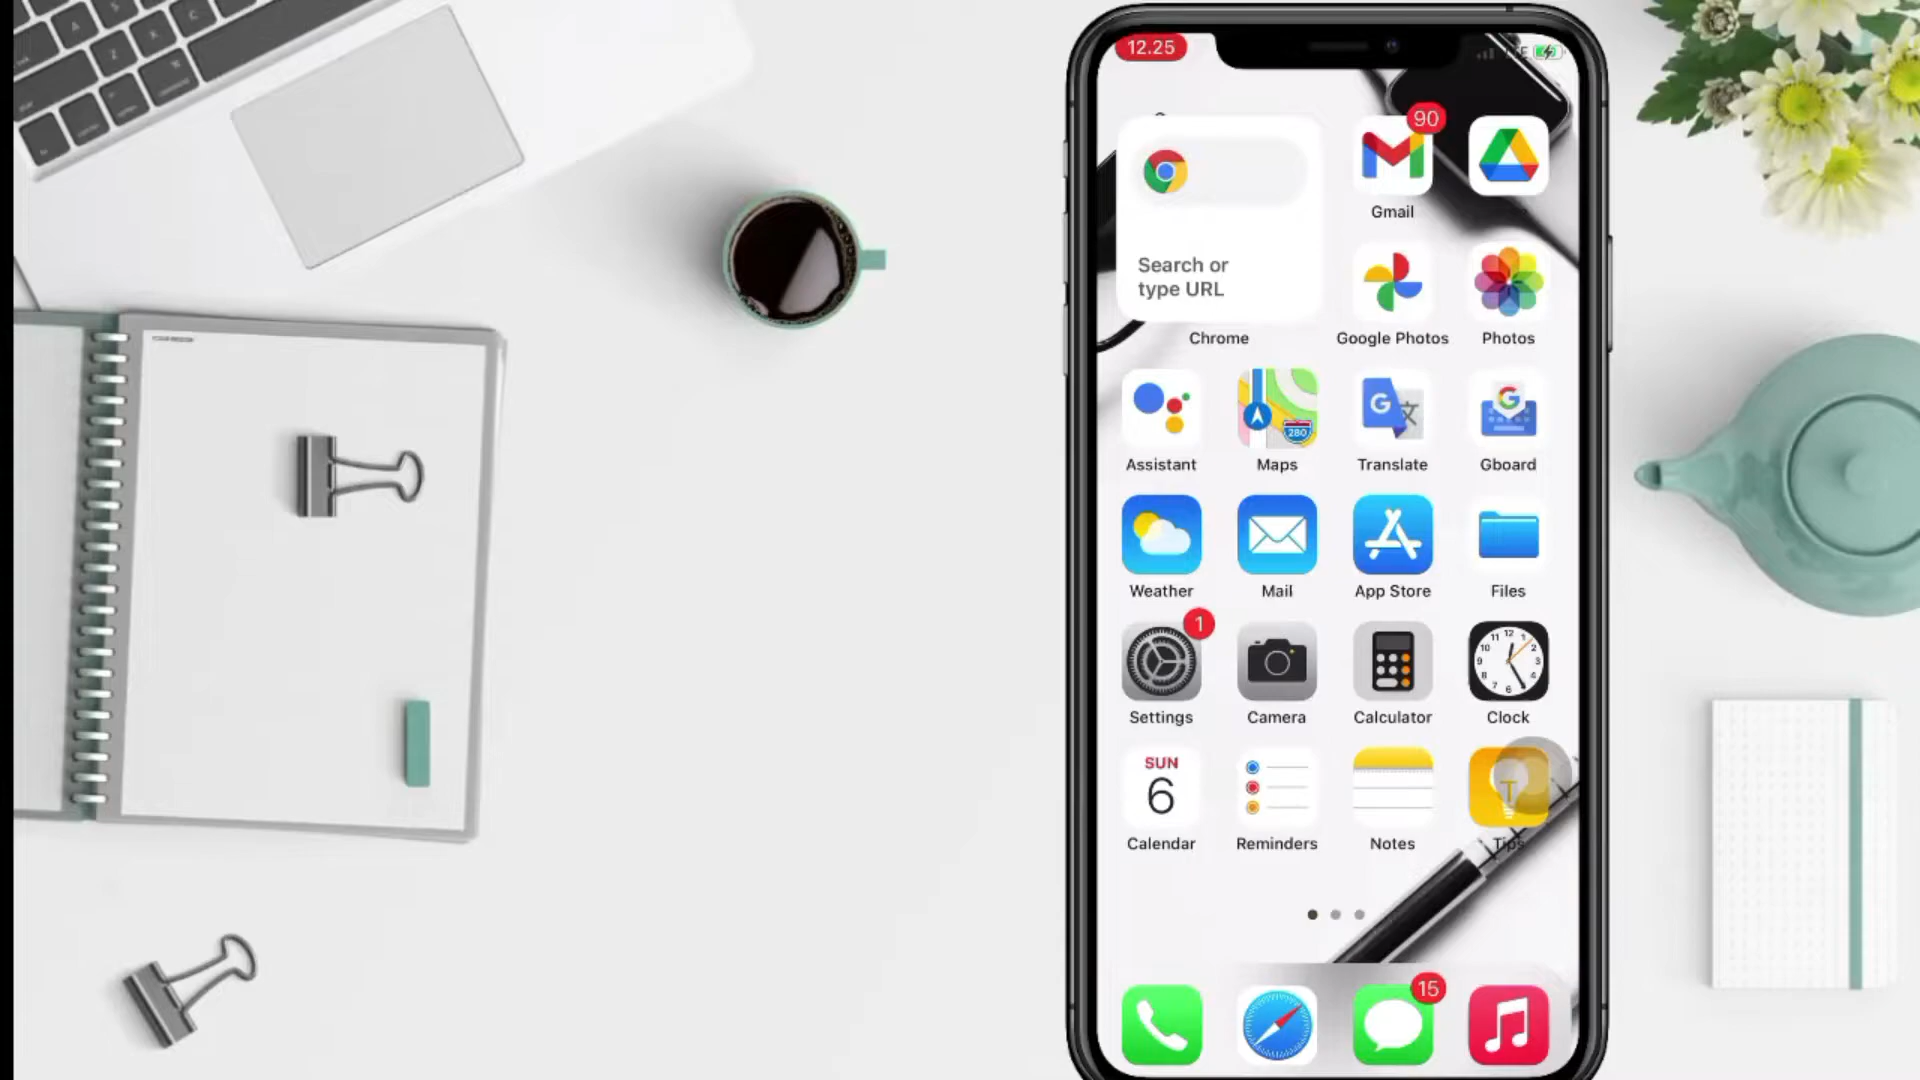 12.25
90
Gmail
Search or
type URL
Chrome
Google Photos
Photos
280
Assistant
Maps
Translate
Gboard
Weather
Mail
App Store
Files
1
Settings
Camera
Calculator
Clock
SUN
6
Calendar
Reminders
Notes
Tips
15